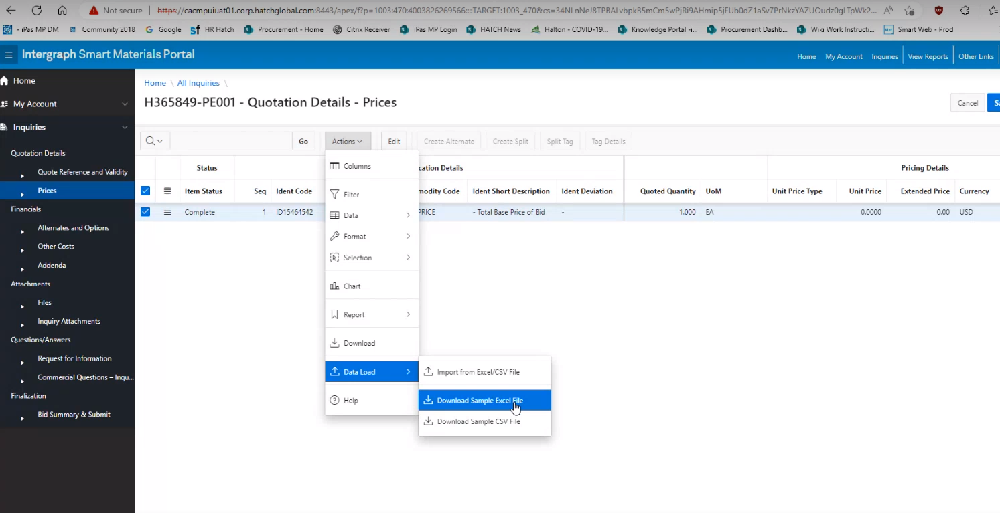 Not secure https://cacmpuiuat01.corp.hatchglobal.com:8443/apex/f?p=1003:470:4003826269566::::TARGET:1003_470&cs=34NLnNeJ8TPBALvbpkB5mCm5wPjRi9AHmip5jFUb0dZ1aSv7PrNkzYAZUOudz0gLTpWk2...
- iPas MP DM Community 2018 Google HR Hatch Procurement - Home Citrix Receiver iPas MP Login HATCH News Halton - COVID-19... Knowledge Portal -i... Procurement Dashb... Wiki Work Instructi... Smart Web - Prod
Intergraph Smart Materials Portal
Home My Account Inquiries View Reports Other Links
Home
My Account
Inquiries
Quotation Details
Quote Reference and Validity
Prices
Financials
Alternates and Options
Other Costs
Addenda
Attachments
Files
Inquiry Attachments
Questions/Answers
Request for Information
Commercial Questions – Inqu...
Finalization
Bid Summary & Submit
Home \ All Inquiries \
H365849-PE001 - Quotation Details - Prices
Cancel Sa
Go Actions Edit Create Alternate Create Split Split Tag Tag Details
Status cation Details Pricing Details
Item Status Seq Ident Code modity Code Ident Short Description Ident Deviation Quoted Quantity UoM Unit Price Type Unit Price Extended Price Currency
Complete 1 ID15464542 PRICE - Total Base Price of Bid - 1.000 EA 0.0000 0.00 USD
Columns
Filter
Data
Format
Selection
Chart
Report
Download
Data Load
Help
Import from Excel/CSV File
Download Sample Excel File
Download Sample CSV File